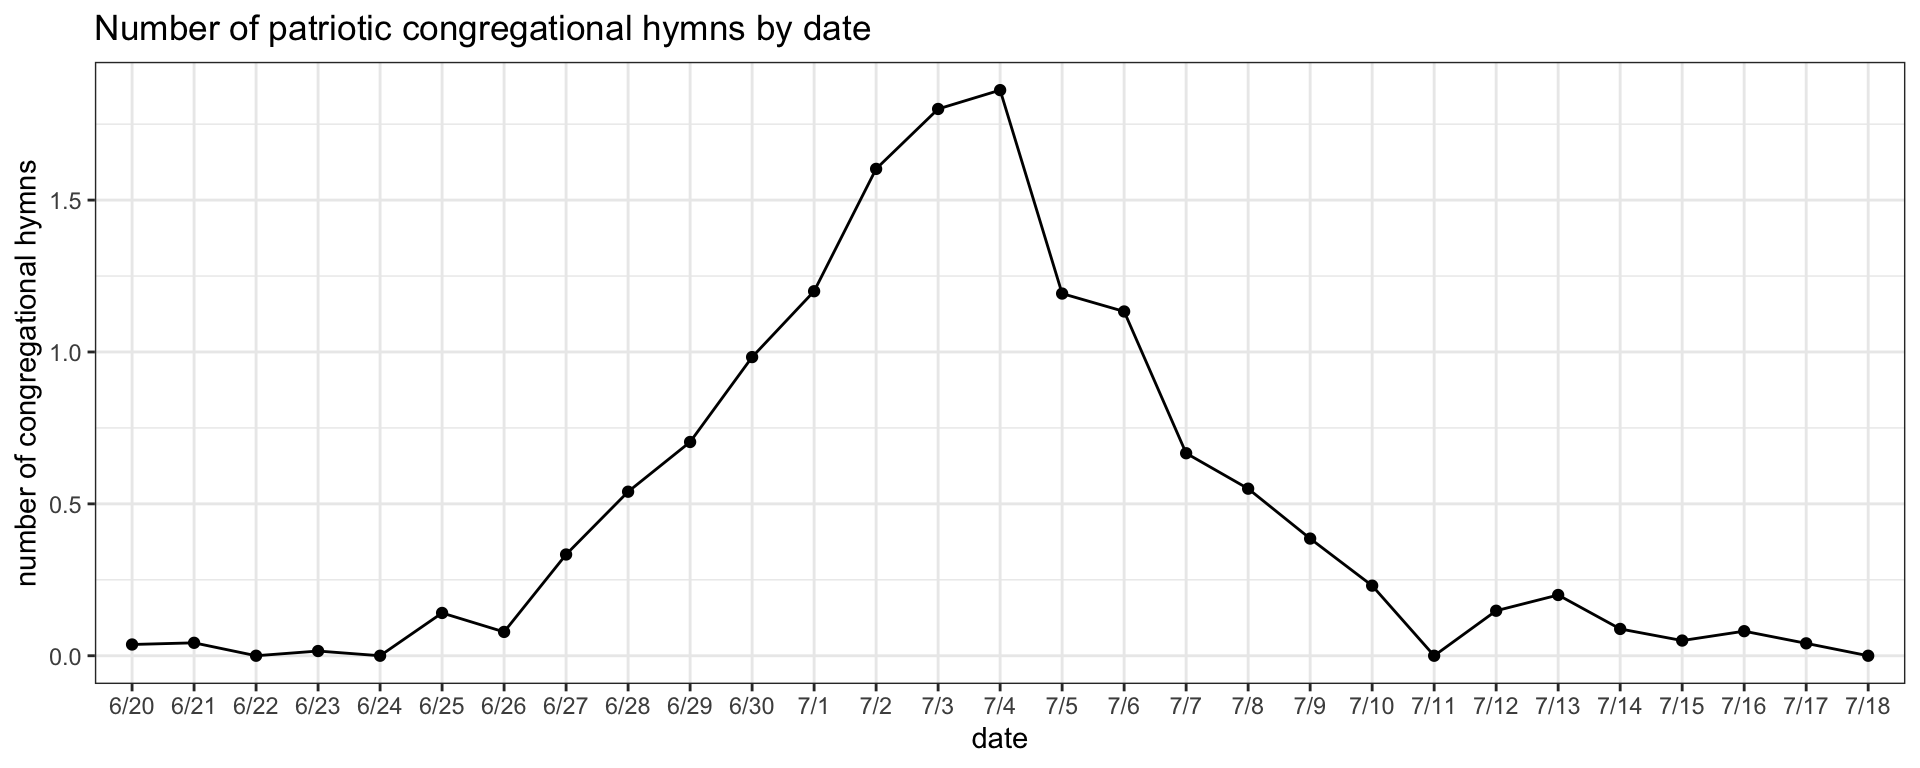 Number of patriotic congregational hymns by date
number of congregational hymns
1.5
1.0
0.5
0.0
6/20 6/21 6/22 6/23 6/24 6/25 6/26 6/27 6/28 6/29 6/30 7/1 7/2 7/3 7/4 7/5 7/6 7/7 7/8 7/9 7/10 7/11 7/12 7/13 7/14 7/15 7/16 7/17 7/18
date